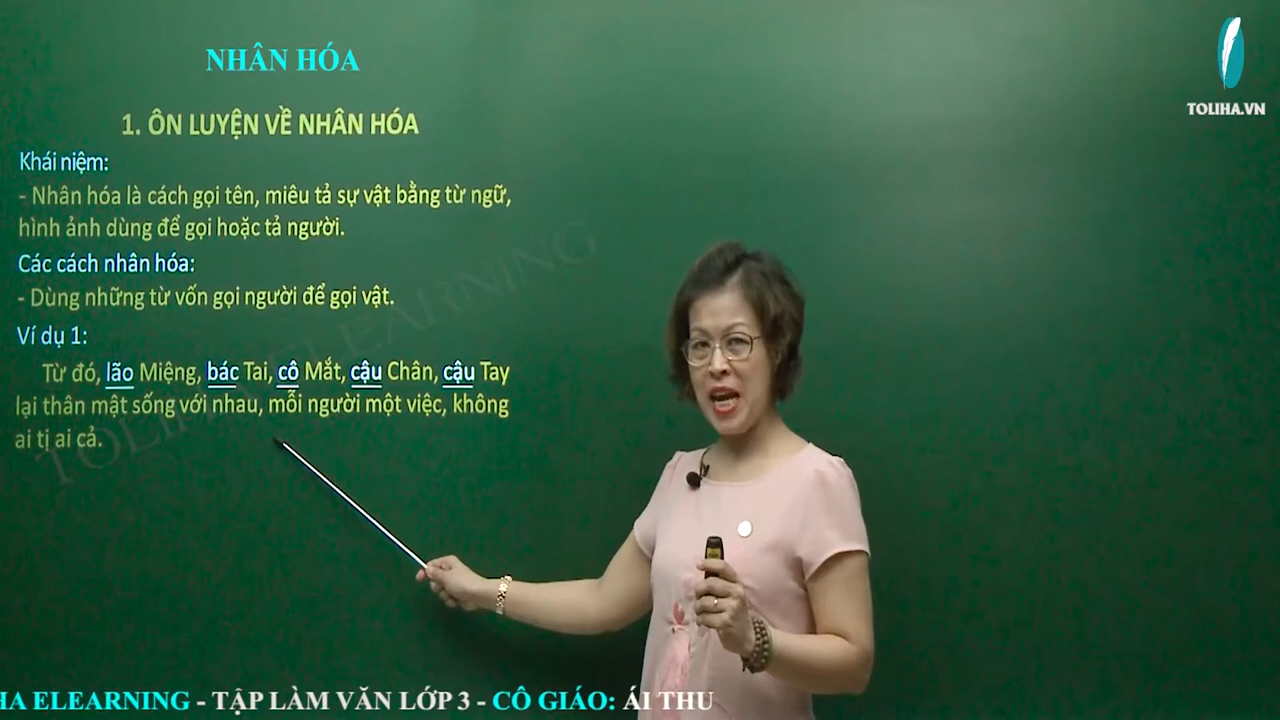 NHÂN HÓA
TOLIHA.VN
1. ÔN LUYỆN VỀ NHÂN HÓA
Khái niệm:
- Nhân hóa là cách gọi tên, miêu tả sự vật bằng từ ngữ,
hình ảnh dùng để gọi hoặc tả người.
Các cách nhân hóa:
- Dùng những từ vốn gọi người để gọi vật.
Ví dụ 1:
Từ đó, lão Miệng, bác Tai, cô Mắt, cậu Chân, cậu Tay
lại thân mật sống với nhau, mỗi người một việc, không
ai tị ai cả.
TOLIHA ELEARNING
HA ELEARNING - TẬP LÀM VĂN LỚP 3 - CÔ GIÁO: ÁI THU